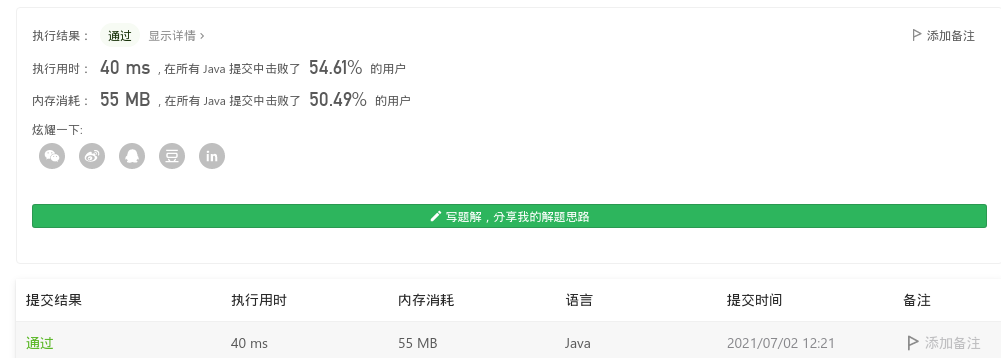 执行结果： 通过 显示详情 › 添加备注
执行用时： 40 ms , 在所有 Java 提交中击败了 54.61% 的用户
内存消耗： 55 MB , 在所有 Java 提交中击败了 50.49% 的用户
炫耀一下:
豆 in
写题解，分享我的解题思路
提交结果 执行用时 内存消耗 语言 提交时间 备注
通过 40 ms 55 MB Java 2021/07/02 12:21 添加备注